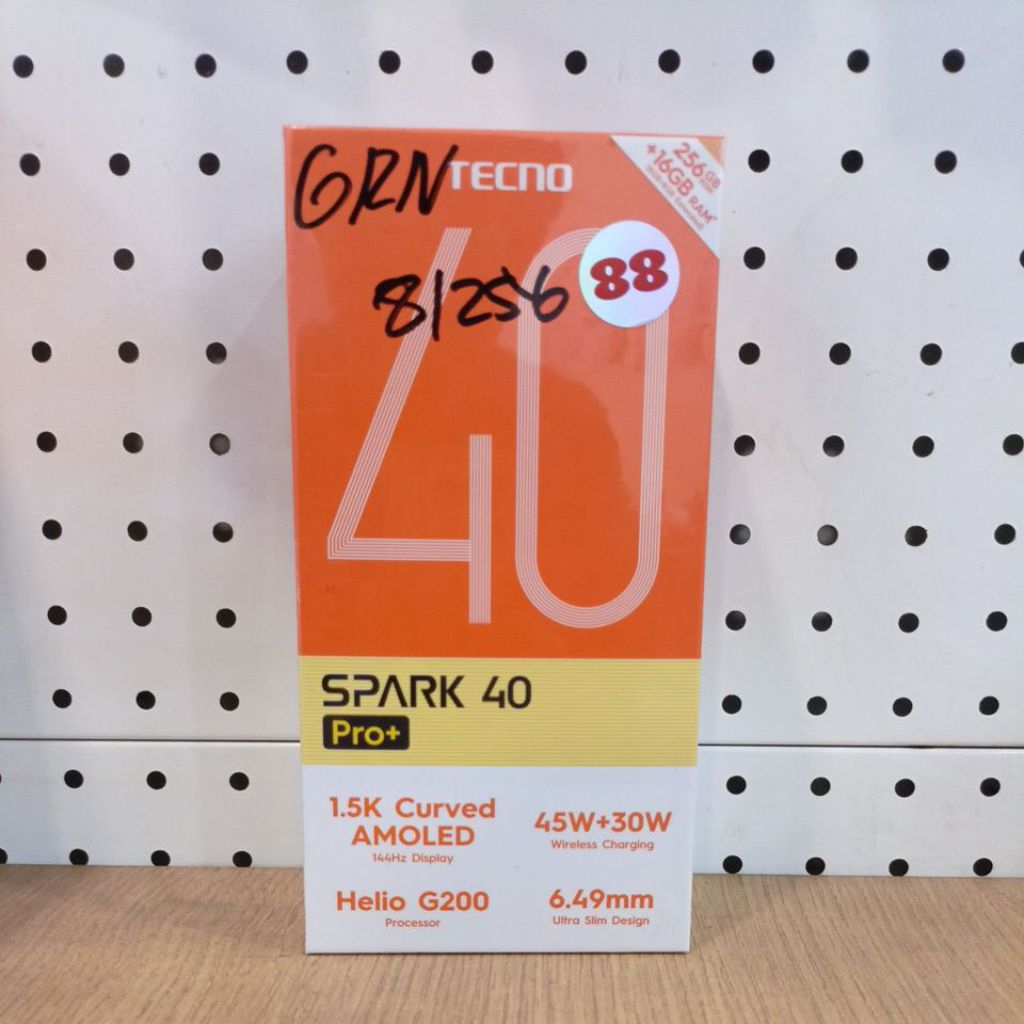 GRN
TECNO
256GB ROM
+16GB RAM*
8/256
88
40
SPARK 40
Pro+
1.5K Curved
AMOLED
144Hz Display
45W+30W
Wireless Charging
Helio G200
Processor
6.49mm
Ultra Slim Design